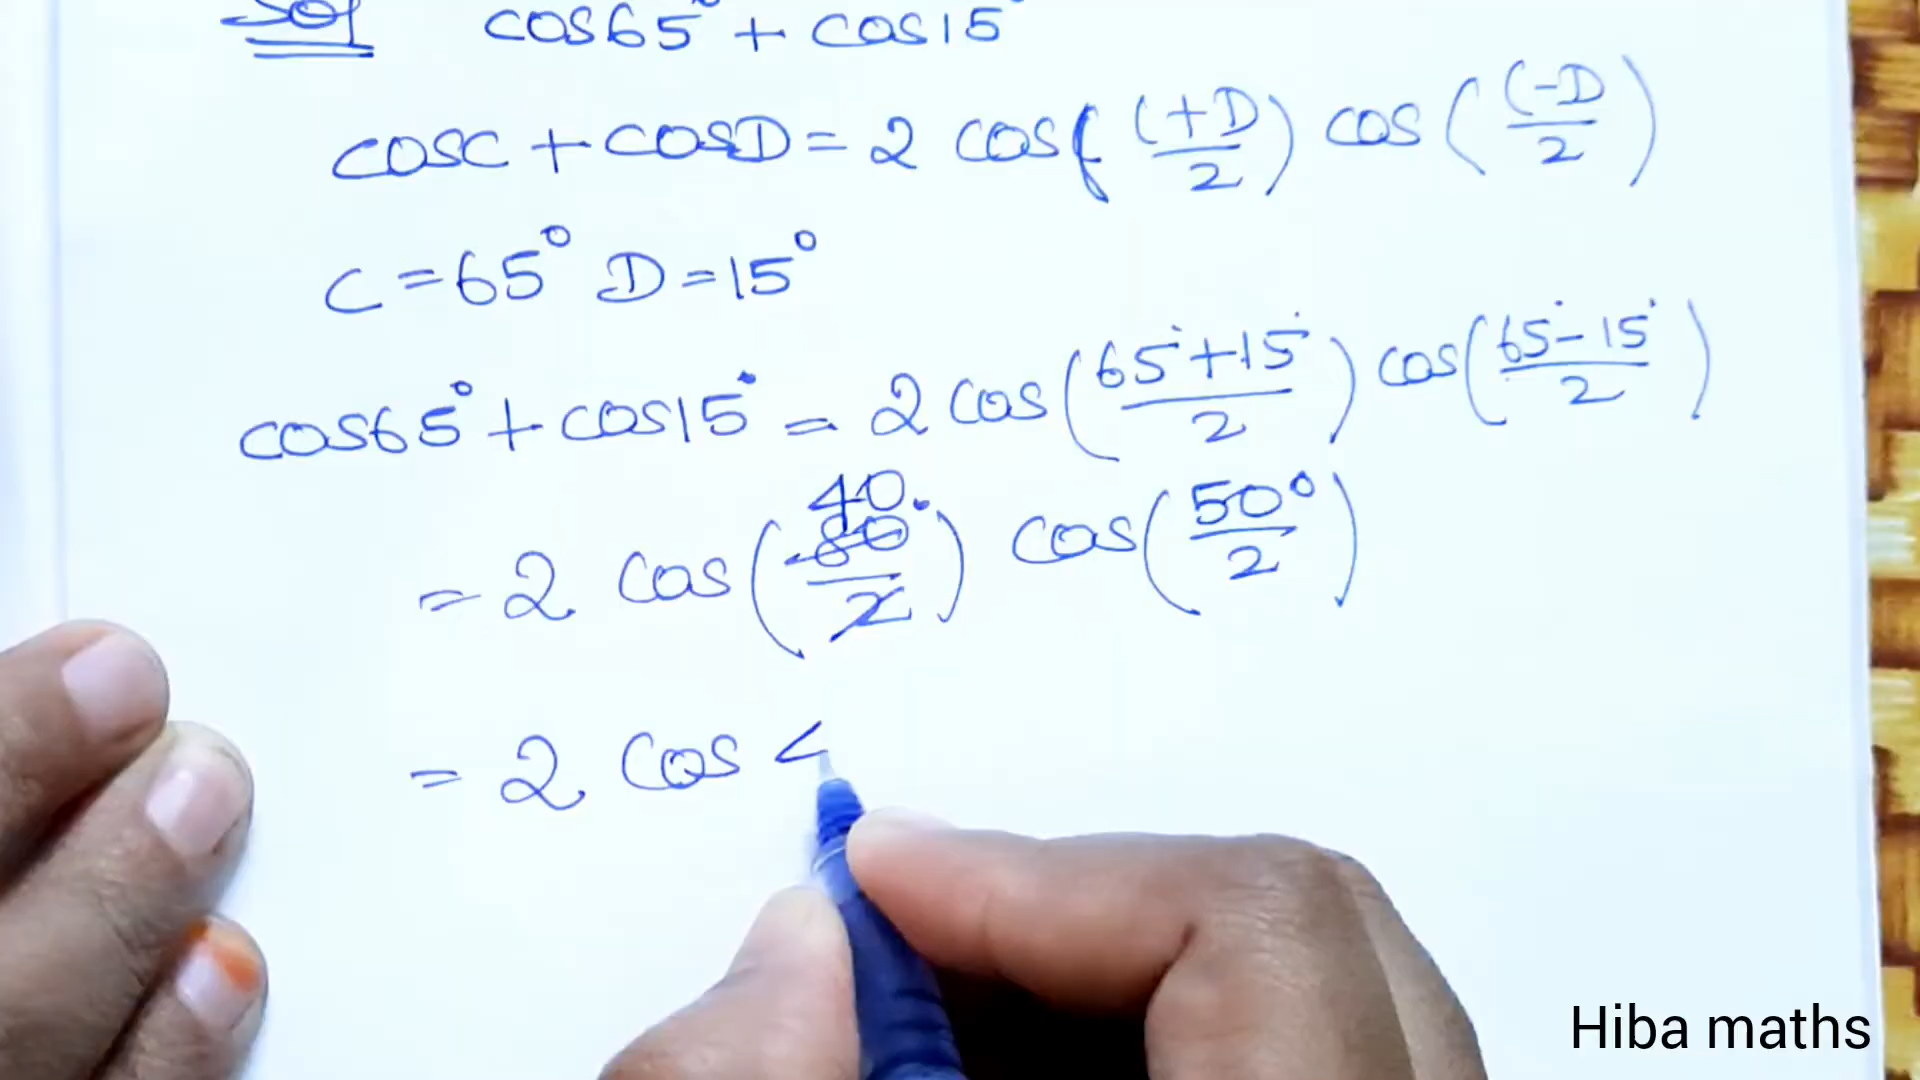 Sol cos65° + cos15°
cosC + cosD = 2 cos((C+D)/2) cos((C-D)/2)
C = 65° D = 15°
cos65° + cos15° = 2 cos((65°+15°)/2) cos((65°-15°)/2)
= 2 cos(80/2) 40° cos(50°/2)
= 2 cos 4
Hiba maths